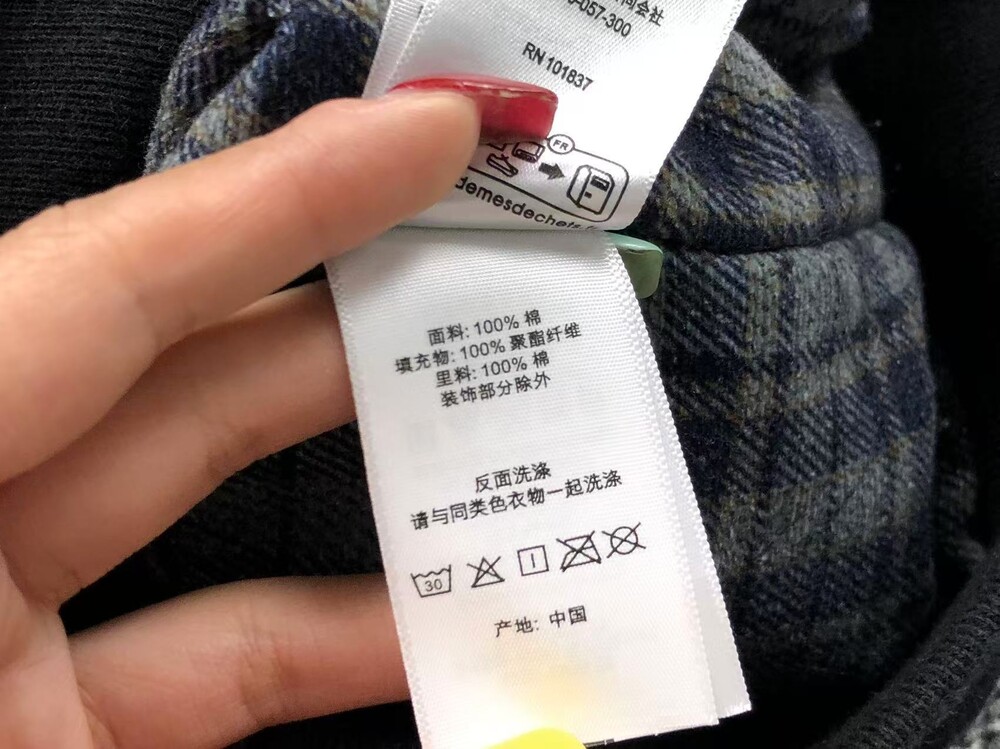 司
-057-300
RN 101837
FR
demesdechets.fr
面料: 100% 棉
填充物: 100% 聚酯纤维
里料: 100% 棉
装饰部分除外
反面洗涤
请与同类色衣物一起洗涤
30
产地: 中国